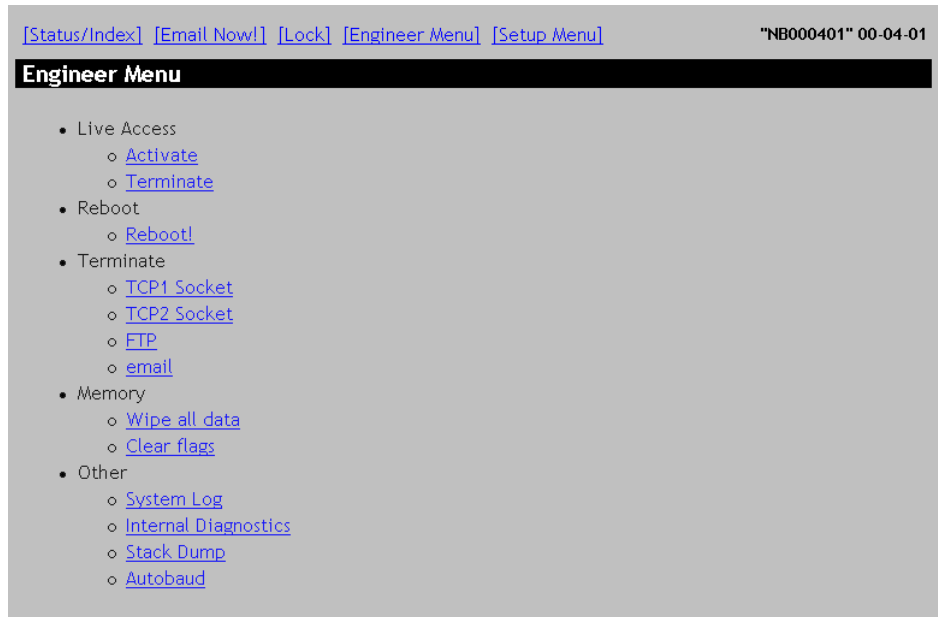 [Status/Index] [Email Now!] [Lock] [Engineer Menu] [Setup Menu] "NB000401" 00-04-01
Engineer Menu
Live Access
Activate
Terminate
Reboot
Reboot!
Terminate
TCP1 Socket
TCP2 Socket
FTP
email
Memory
Wipe all data
Clear flags
Other
System Log
Internal Diagnostics
Stack Dump
Autobaud